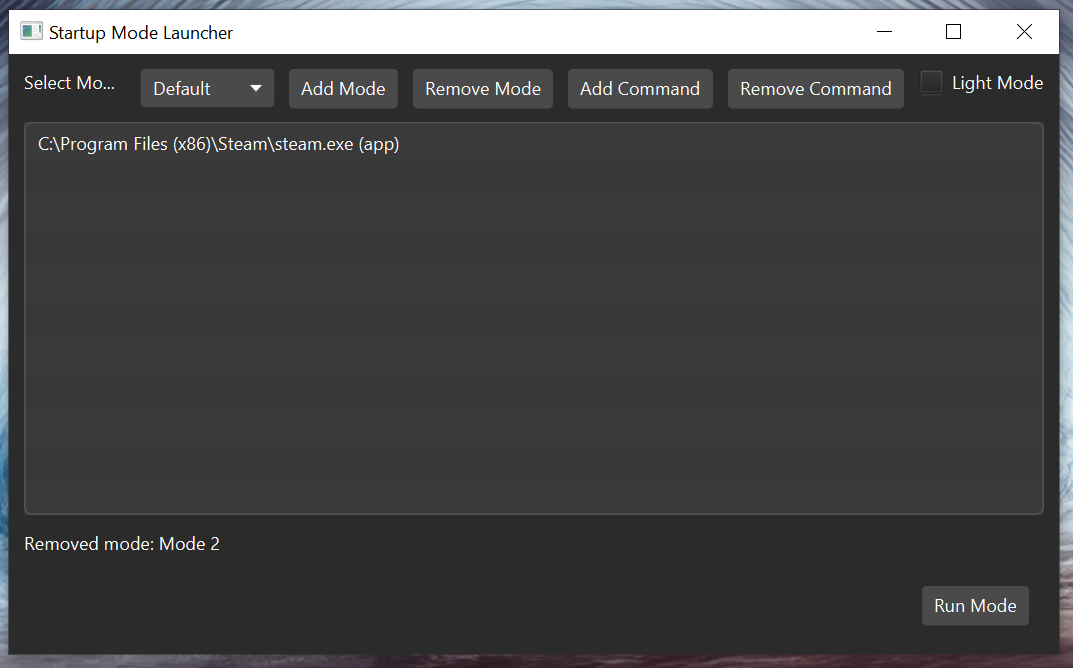 Startup Mode Launcher
Select Mo... Default Add Mode Remove Mode Add Command Remove Command Light Mode
C:\Program Files (x86)\Steam\steam.exe (app)
Removed mode: Mode 2
Run Mode